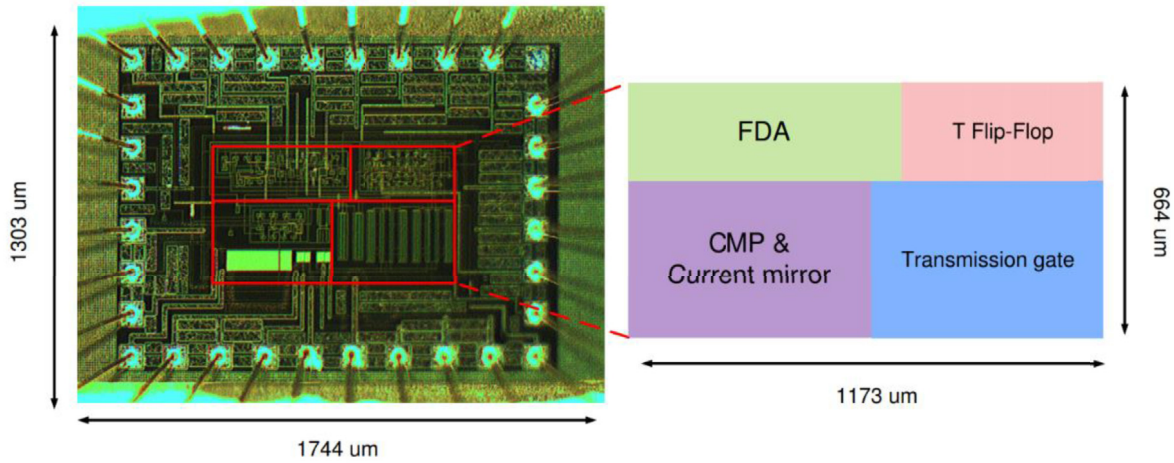 1303 um
1744 um
FDA
T Flip-Flop
CMP &
Current mirror
Transmission gate
664 um
1173 um